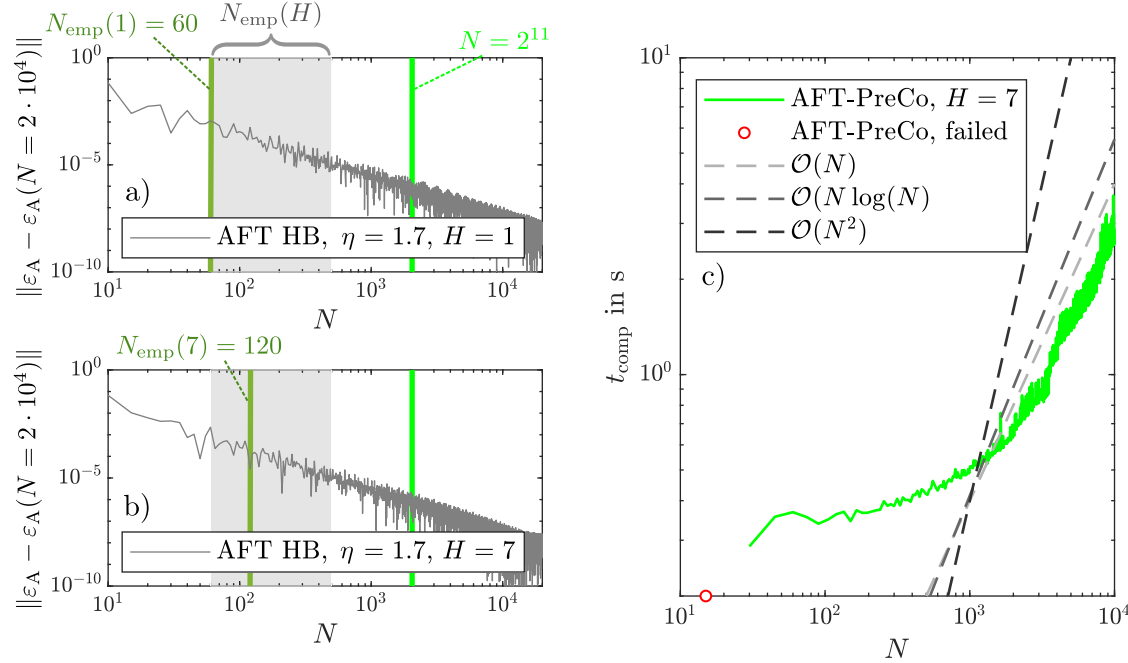 N_emp(1) = 60
N_emp(H)
N = 2^11
‖ε_A − ε_A(N = 2 · 10^4)‖
10^0
10^-5
10^-10
a)
AFT HB, η = 1.7, H = 1
10^1 10^2 10^3 10^4
N
N_emp(7) = 120
‖ε_A − ε_A(N = 2 · 10^4)‖
10^0
10^-5
10^-10
b)
AFT HB, η = 1.7, H = 7
10^1 10^2 10^3 10^4
N
t_comp in s
10^1
10^0
AFT-PreCo, H = 7
AFT-PreCo, failed
O(N)
O(N log(N)
O(N^2)
c)
10^1 10^2 10^3 10^4
N